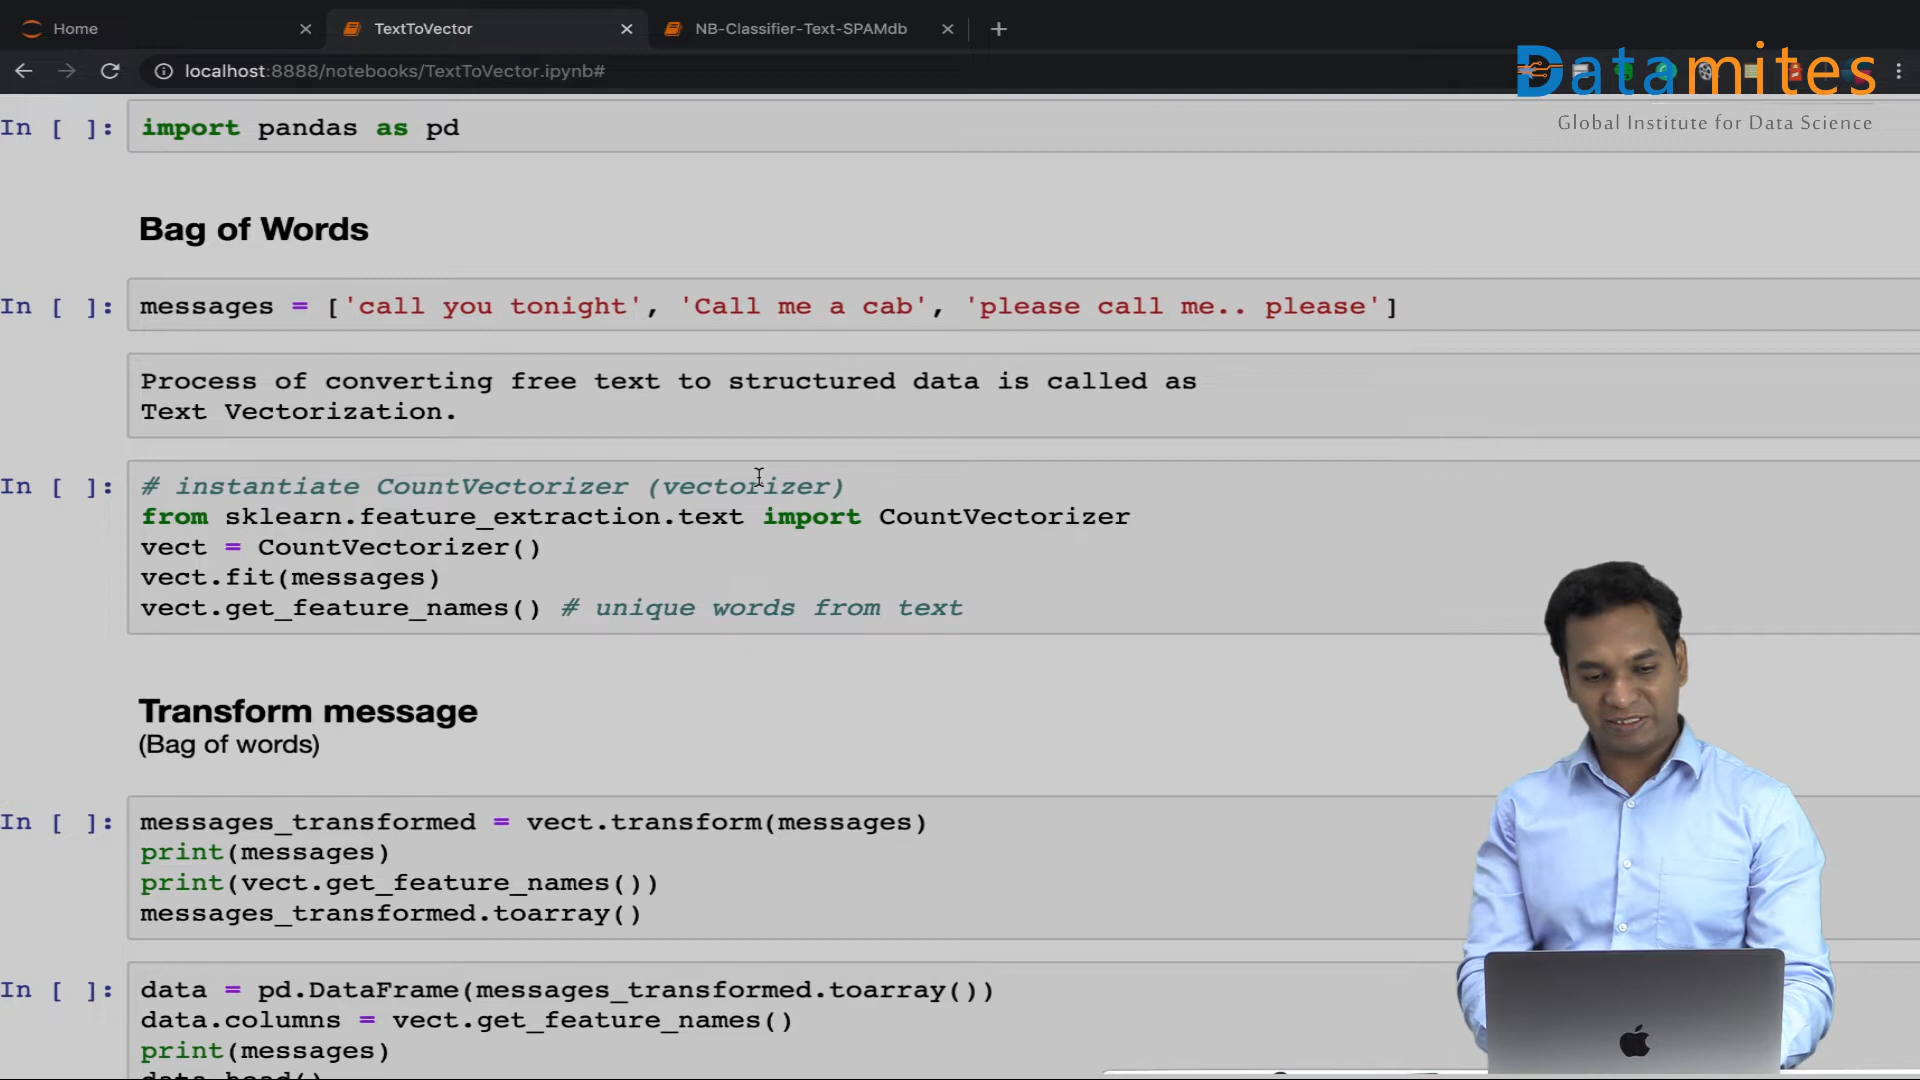 Home
TextToVector
NB-Classifier-Text-SPAMdb
localhost:8888/notebooks/TextToVector.ipynb#
Datamites
Global Institute for Data Science
In [ ]: import pandas as pd
Bag of Words
In [ ]: messages = ['call you tonight', 'Call me a cab', 'please call me.. please']
Process of converting free text to structured data is called as
Text Vectorization.
In [ ]: # instantiate CountVectorizer (vectorizer)
from sklearn.feature_extraction.text import CountVectorizer
vect = CountVectorizer()
vect.fit(messages)
vect.get_feature_names() # unique words from text
Transform message
(Bag of words)
In [ ]: messages_transformed = vect.transform(messages)
print(messages)
print(vect.get_feature_names())
messages_transformed.toarray()
In [ ]: data = pd.DataFrame(messages_transformed.toarray())
data.columns = vect.get_feature_names()
print(messages)
data.head()